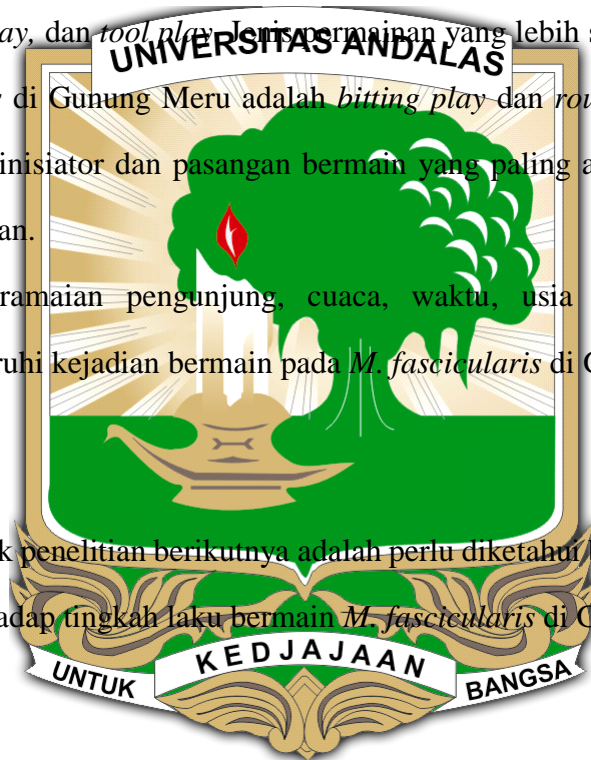 ay, dan tool play. Jenis permainan yang lebih s
UNIVERSITAS ANDALAS
di Gunung Meru adalah bitting play dan rou
inisiator dan pasangan bermain yang paling a
an.
ramaian pengunjung, cuaca, waktu, usia
ruhi kejadian bermain pada M. fascicularis di G
k penelitian berikutnya adalah perlu diketahui
adap tingkah laku bermain M. fascicularis di G
UNTUK KEDJAJAAN BANGSA